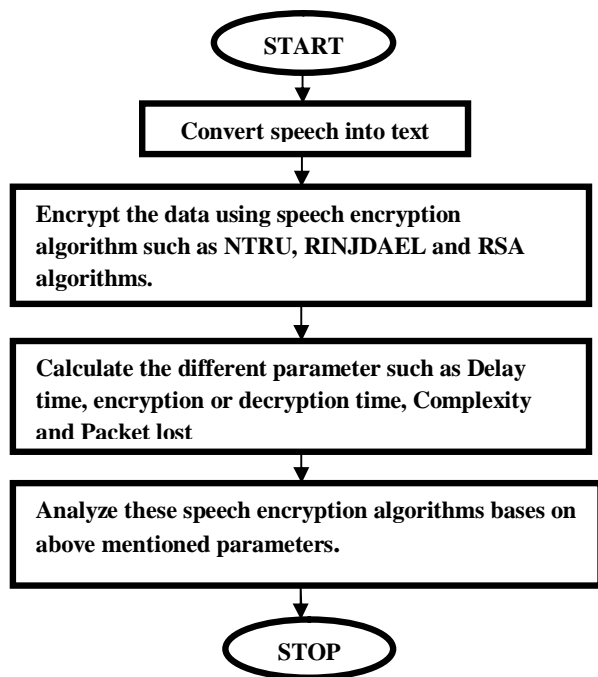 START
Convert speech into text
Encrypt the data using speech encryption
algorithm such as NTRU, RINJDAEL and RSA
algorithms.
Calculate the different parameter such as Delay
time, encryption or decryption time, Complexity
and Packet lost
Analyze these speech encryption algorithms bases on
above mentioned parameters.
STOP